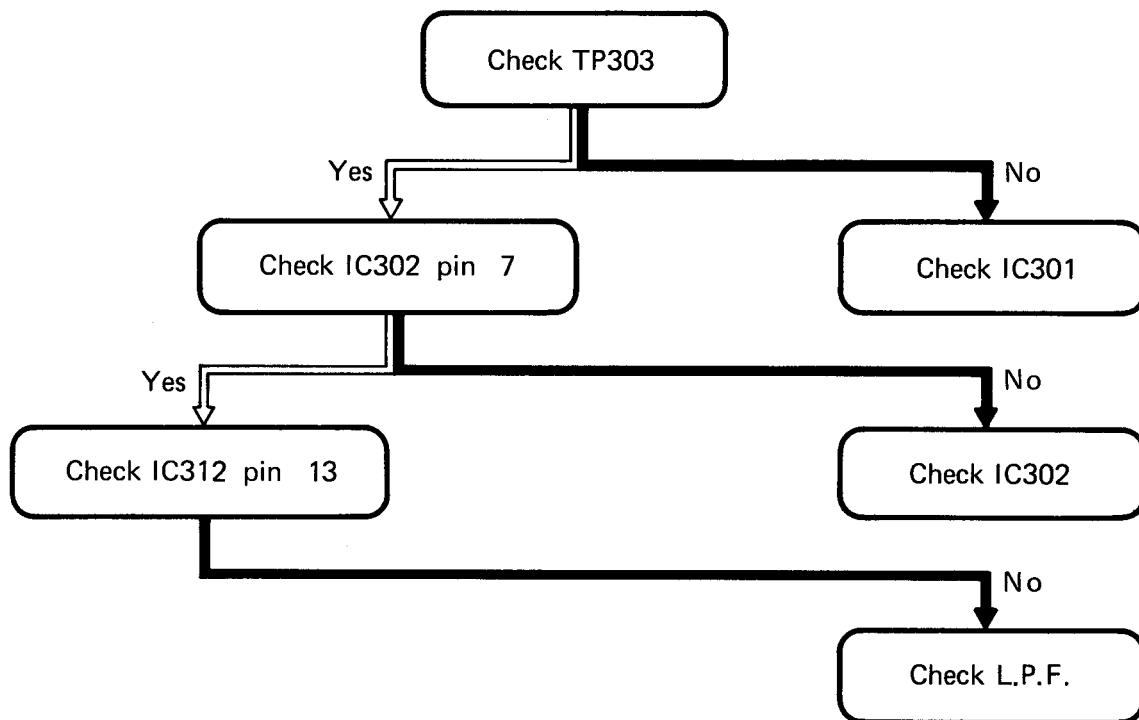 Check TP303
Yes
No
Check IC302 pin 7
Check IC301
Yes
No
Check IC312 pin 13
Check IC302
No
Check L.P.F.